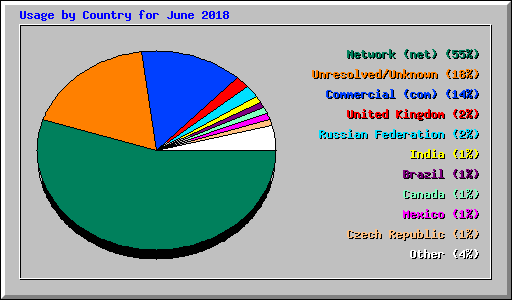 Usage by Country for June 2018
Network (net) (55%)
Unresolved/Unknown (18%)
Commercial (com) (14%)
United Kingdom (2%)
Russian Federation (2%)
India (1%)
Brazil (1%)
Canada (1%)
Mexico (1%)
Czech Republic (1%)
Other (4%)